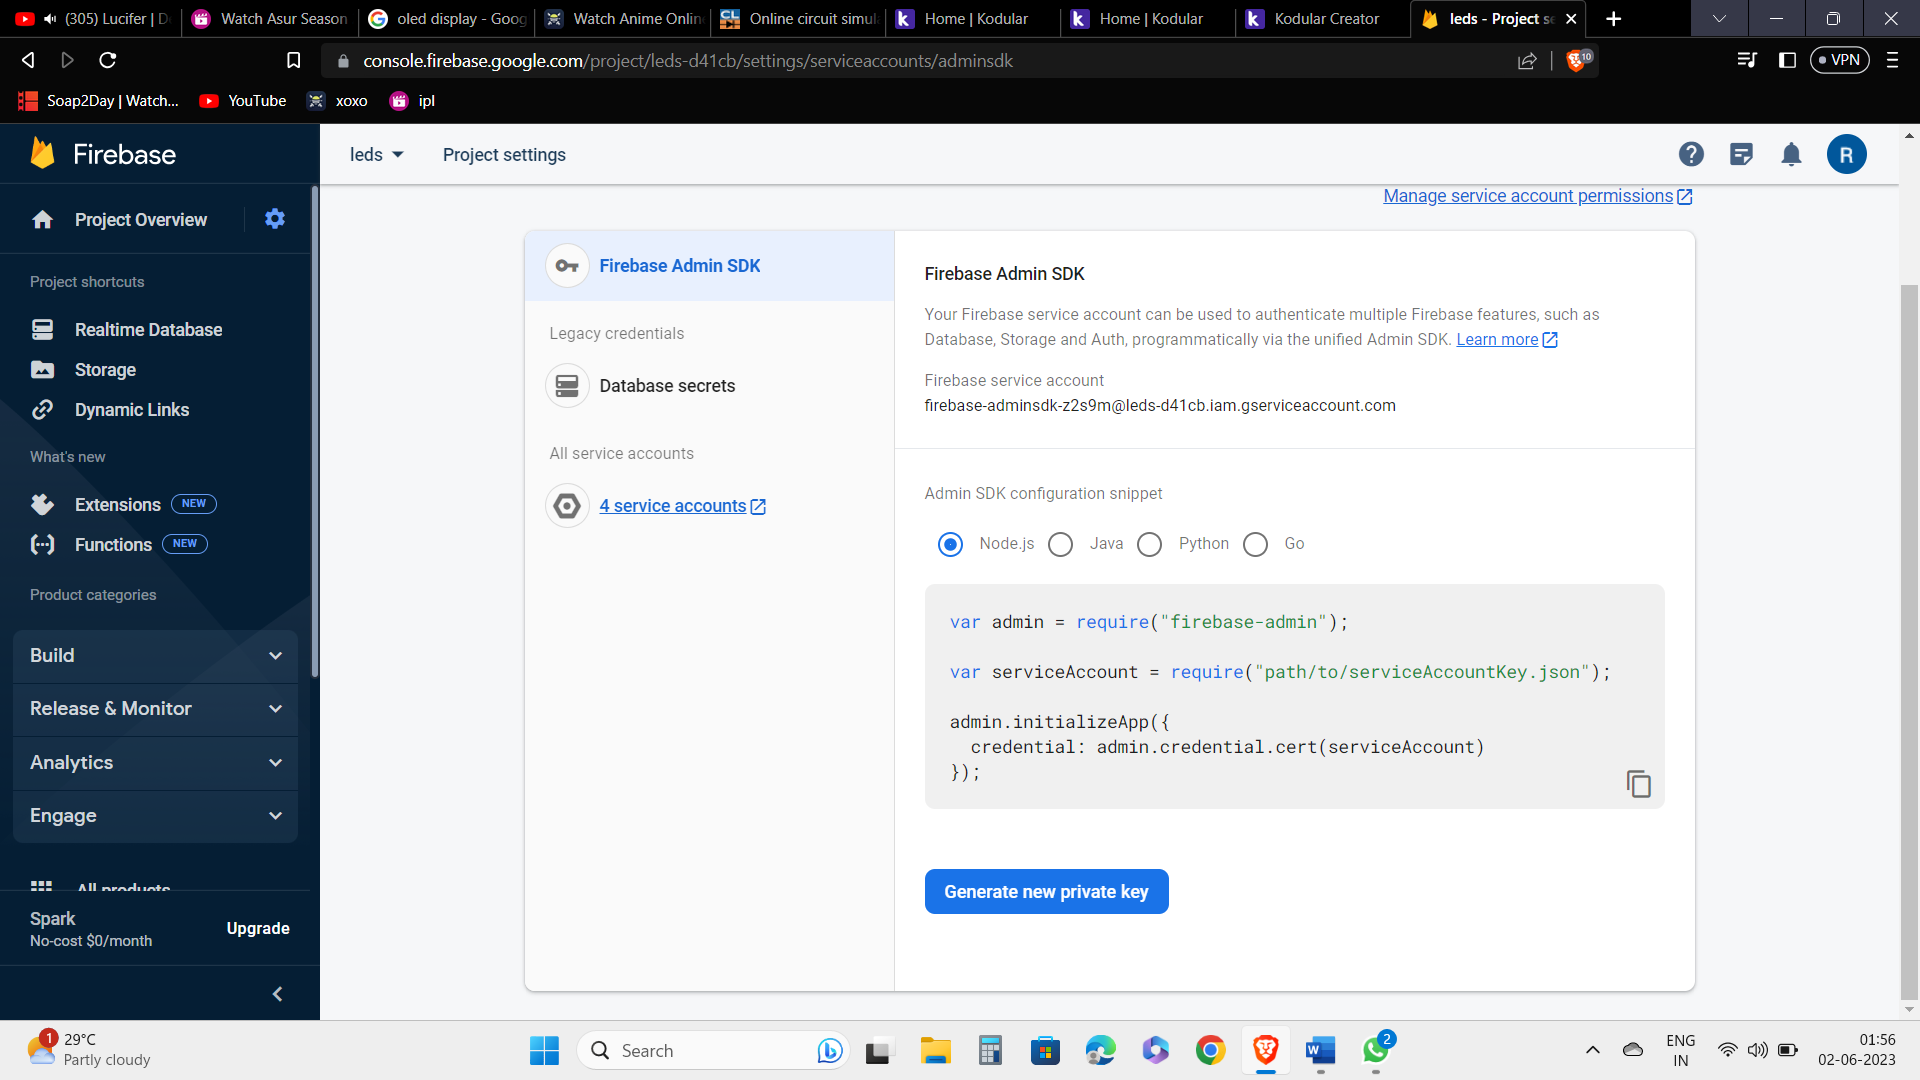 (305) Lucifer | D
Watch Asur Season
oled display - Goog
Watch Anime Onlin
Online circuit simul
Home | Kodular
Home | Kodular
Kodular Creator
leds - Project se
console.firebase.google.com/project/leds-d41cb/settings/serviceaccounts/adminsdk
10
VPN
Soap2Day | Watch...
YouTube
xoxo
ipl
Firebase
leds
Project settings
R
Manage service account permissions
Project Overview
Project shortcuts
Realtime Database
Storage
Dynamic Links
What's new
Extensions NEW
Functions NEW
Product categories
Build
Release & Monitor
Analytics
Engage
All products
Spark
No-cost $0/month
Upgrade
Firebase Admin SDK
Legacy credentials
Database secrets
All service accounts
4 service accounts
Firebase Admin SDK
Your Firebase service account can be used to authenticate multiple Firebase features, such as
Database, Storage and Auth, programmatically via the unified Admin SDK. Learn more
Firebase service account
firebase-adminsdk-z2s9m@leds-d41cb.iam.gserviceaccount.com
Admin SDK configuration snippet
Node.js Java Python Go
var admin = require("firebase-admin");
var serviceAccount = require("path/to/serviceAccountKey.json");
admin.initializeApp({
credential: admin.credential.cert(serviceAccount)
});
Generate new private key
1
29°C
Partly cloudy
Search
2
ENG
IN
01:56
02-06-2023